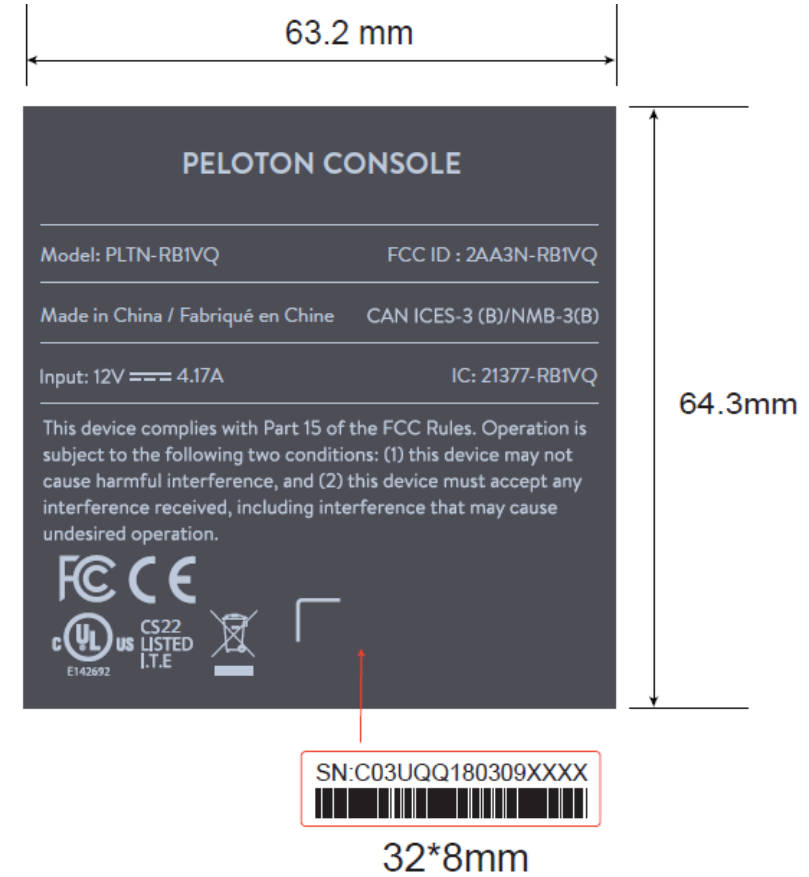 63.2 mm
PELOTON CONSOLE
Model: PLTN-RB1VQ FCC ID : 2AA3N-RB1VQ
Made in China / Fabriqué en Chine CAN ICES-3 (B)/NMB-3(B)
Input: 12V 4.17A IC: 21377-RB1VQ
64.3mm
This device complies with Part 15 of the FCC Rules. Operation is
subject to the following two conditions: (1) this device may not
cause harmful interference, and (2) this device must accept any
interference received, including interference that may cause
undesired operation.
FC CE
C UL US CS22
LISTED
I.T.E
E142692
SN:C03UQQ180309XXXX
32*8mm